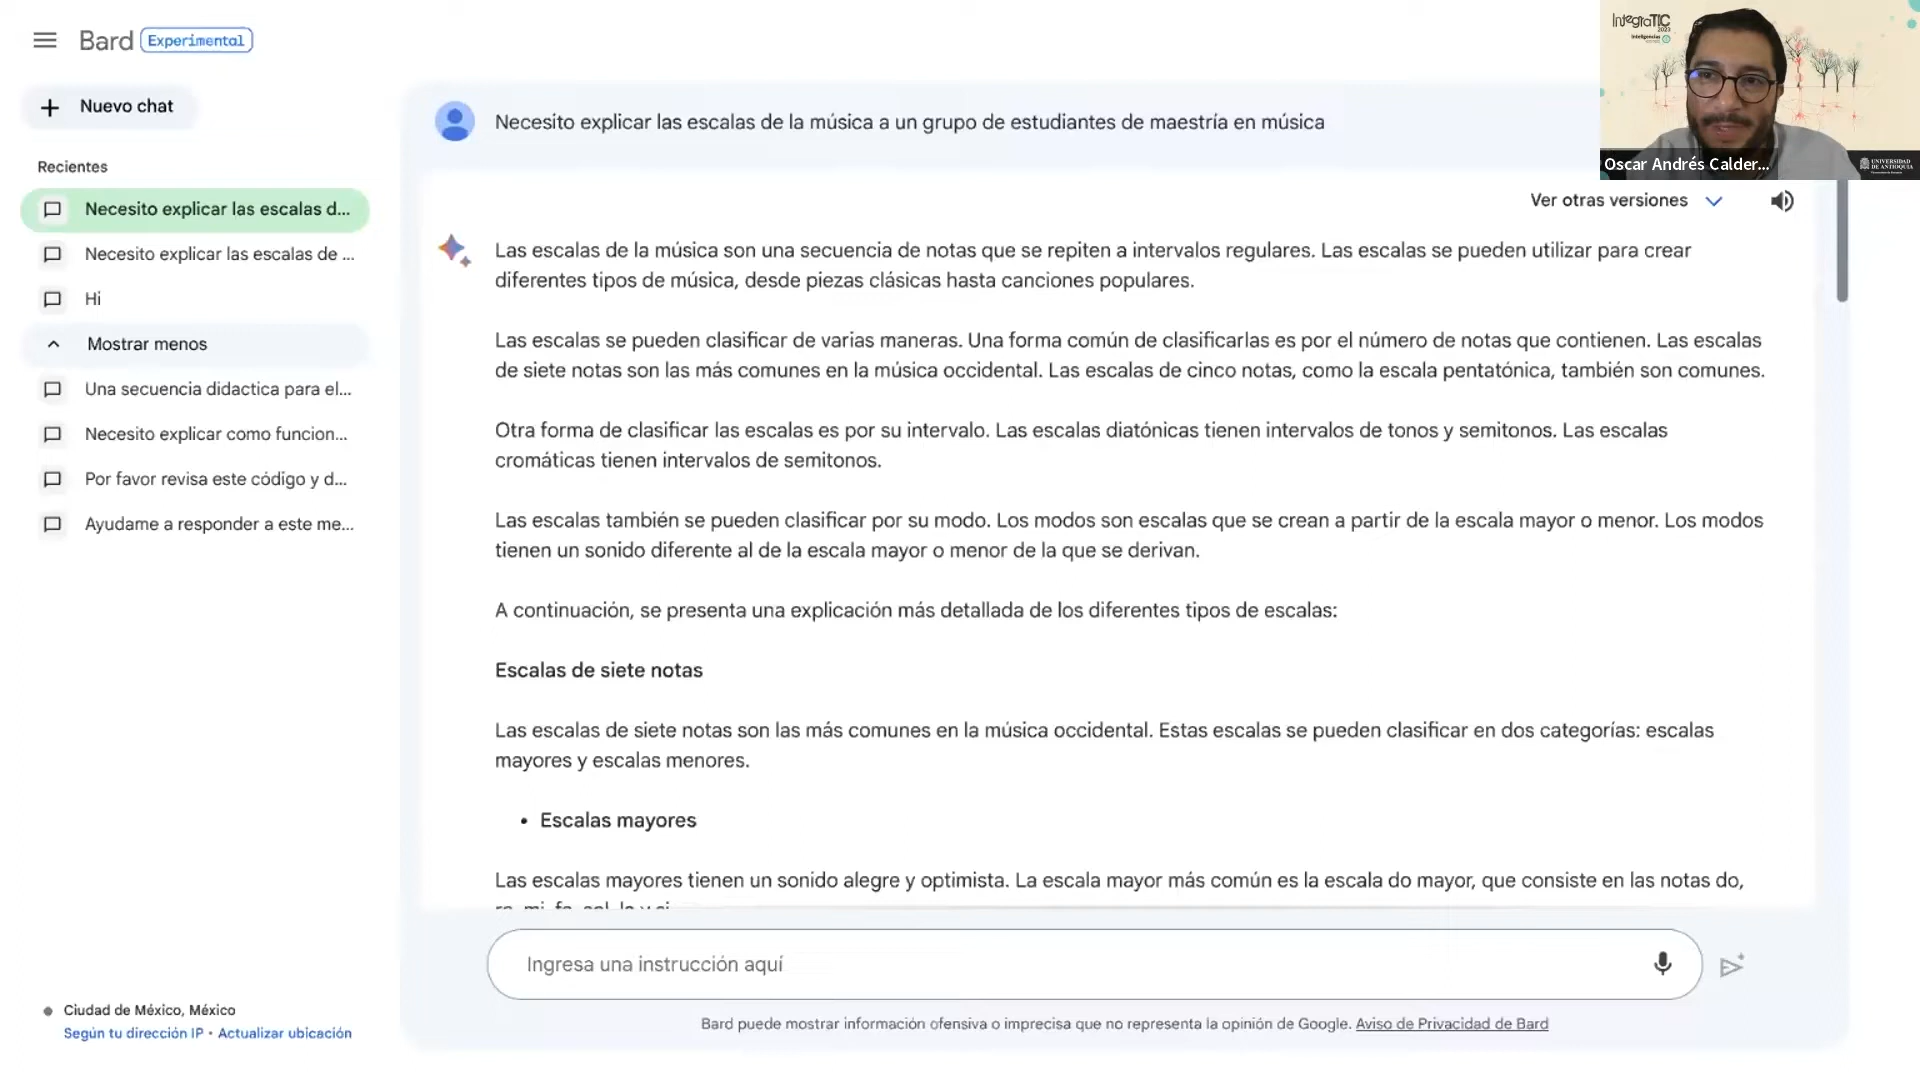 Bard Experimental
Nuevo chat
Recientes
Necesito explicar las escalas d...
Necesito explicar las escalas de ...
Hi
Mostrar menos
Una secuencia didactica para el...
Necesito explicar como funcion...
Por favor revisa este código y d...
Ayudame a responder a este me...
Ciudad de México, México
Según tu dirección IP • Actualizar ubicación
Necesito explicar las escalas de la música a un grupo de estudiantes de maestría en música
Ver otras versiones
Las escalas de la música son una secuencia de notas que se repiten a intervalos regulares. Las escalas se pueden utilizar para crear
diferentes tipos de música, desde piezas clásicas hasta canciones populares.
Las escalas se pueden clasificar de varias maneras. Una forma común de clasificarlas es por el número de notas que contienen. Las escalas
de siete notas son las más comunes en la música occidental. Las escalas de cinco notas, como la escala pentatónica, también son comunes.
Otra forma de clasificar las escalas es por su intervalo. Las escalas diatónicas tienen intervalos de tonos y semitonos. Las escalas
cromáticas tienen intervalos de semitonos.
Las escalas también se pueden clasificar por su modo. Los modos son escalas que se crean a partir de la escala mayor o menor. Los modos
tienen un sonido diferente al de la escala mayor o menor de la que se derivan.
A continuación, se presenta una explicación más detallada de los diferentes tipos de escalas:
Escalas de siete notas
Las escalas de siete notas son las más comunes en la música occidental. Estas escalas se pueden clasificar en dos categorías: escalas
mayores y escalas menores.
• Escalas mayores
Las escalas mayores tienen un sonido alegre y optimista. La escala mayor más común es la escala do mayor, que consiste en las notas do,
re, mi, fa, sol, la y si.
Ingresa una instrucción aquí
Bard puede mostrar información ofensiva o imprecisa que no representa la opinión de Google. Aviso de Privacidad de Bard
IntegraTIC
2023
Inteligencias
Oscar Andrés Calder...
UNIVERSIDAD
DE ANTIOQUIA